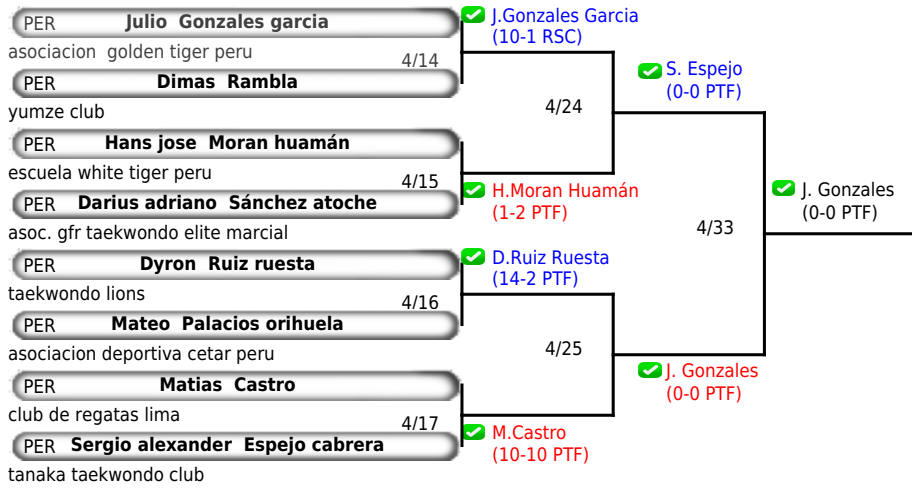 PER Julio Gonzales garcia
asociacion golden tiger peru
4/14
PER Dimas Rambla
yumze club
PER Hans jose Moran huamán
escuela white tiger peru
4/15
PER Darius adriano Sánchez atoche
asoc. gfr taekwondo elite marcial
PER Dyron Ruiz ruesta
taekwondo lions
4/16
PER Mateo Palacios orihuela
asociacion deportiva cetar peru
PER Matias Castro
club de regatas lima
4/17
PER Sergio alexander Espejo cabrera
tanaka taekwondo club
J.Gonzales Garcia
(10-1 RSC)
4/24
H.Moran Huamán
(1-2 PTF)
D.Ruiz Ruesta
(14-2 PTF)
4/25
M.Castro
(10-10 PTF)
S. Espejo
(0-0 PTF)
4/33
J. Gonzales
(0-0 PTF)
J. Gonzales
(0-0 PTF)